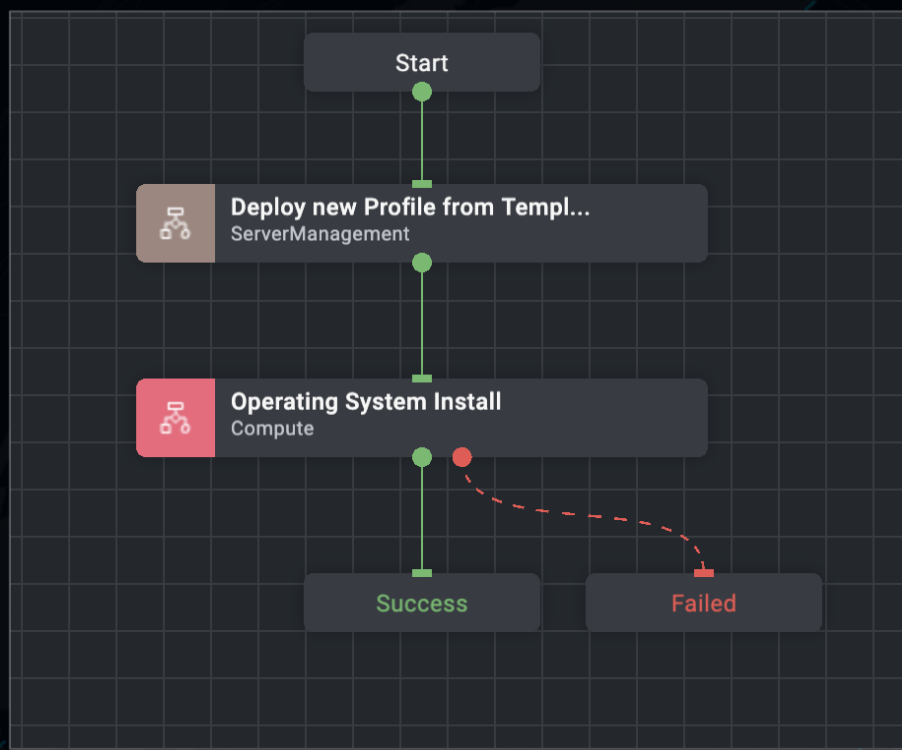 Start
Deploy new Profile from Templ...
ServerManagement
Operating System Install
Compute
Success
Failed